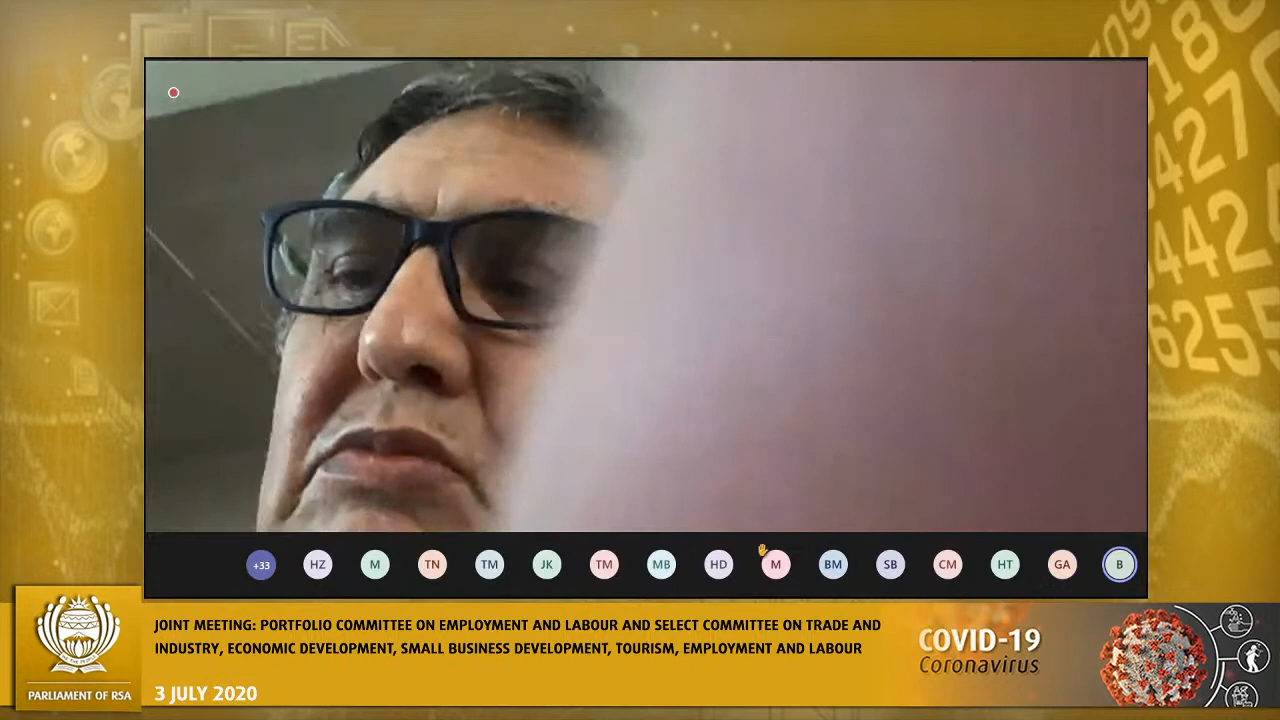 +33 HZ M TN TM JK TM MB HD M BM SB CM HT GA B
JOINT MEETING: PORTFOLIO COMMITTEE ON EMPLOYMENT AND LABOUR AND SELECT COMMITTEE ON TRADE AND
INDUSTRY, ECONOMIC DEVELOPMENT, SMALL BUSINESS DEVELOPMENT, TOURISM, EMPLOYMENT AND LABOUR
3 JULY 2020
PARLIAMENT OF RSA
COVID-19
Coronavirus
6255